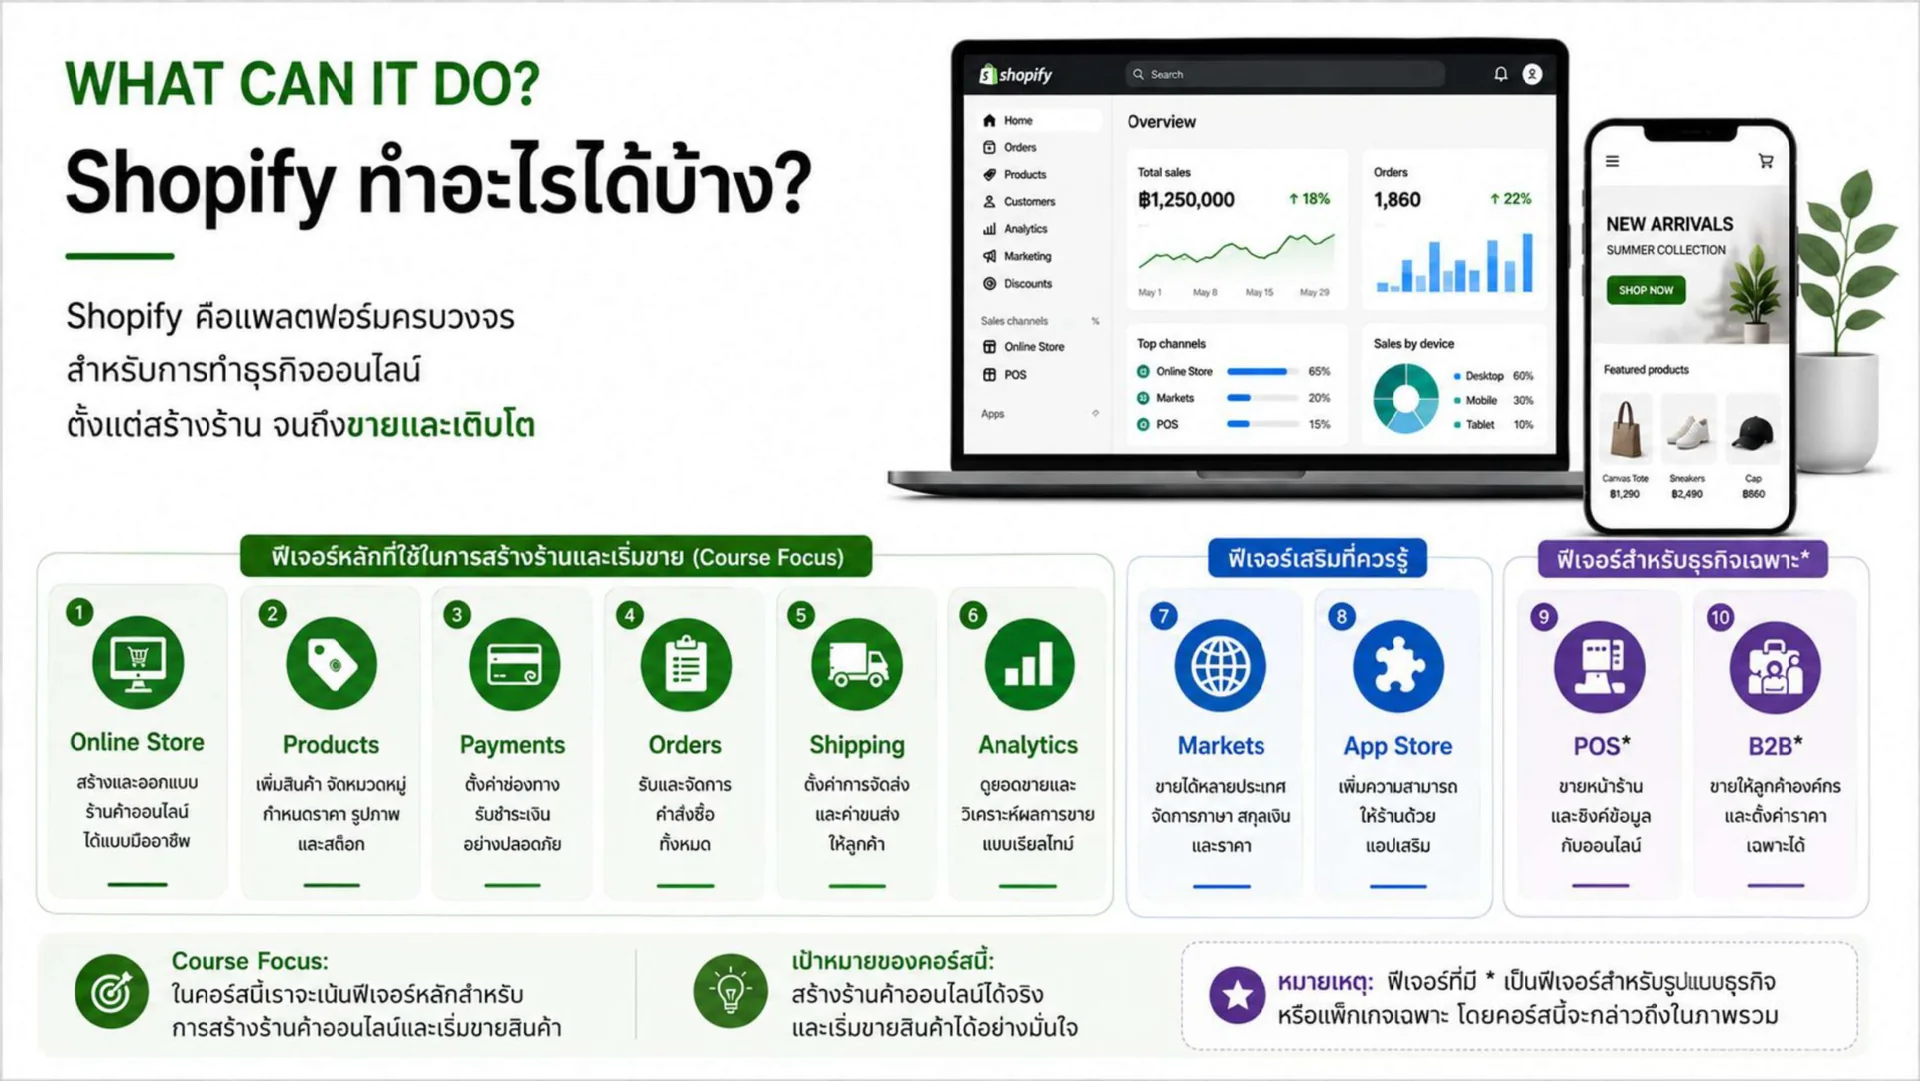 WHAT CAN IT DO?
Shopify ทำอะไรได้บ้าง?
Shopify คือแพลตฟอร์มครบวงจร
สำหรับการทำธุรกิจออนไลน์
ตั้งแต่สร้างร้าน จนถึงขายและเติบโต
shopify
Search
Home
Orders
Products
Customers
Analytics
Marketing
Discounts
Sales channels
Online Store
POS
Apps
Overview
Total sales
฿1,250,000 ↑ 18%
May 1 May 8 May 15 May 29
Orders
1,860 ↑ 22%
Top channels
Online Store 65%
Markets 20%
POS 15%
Sales by device
Desktop 60%
Mobile 30%
Tablet 10%
NEW ARRIVALS
SUMMER COLLECTION
SHOP NOW
Featured products
Canvas Tote Sneakers Cap
฿1,290 ฿2,490 ฿860
ฟีเจอร์หลักที่ใช้ในการสร้างร้านและเริ่มขาย (Course Focus)
1
Online Store
สร้างและออกแบบ
ร้านค้าออนไลน์
ได้แบบมืออาชีพ
2
Products
เพิ่มสินค้า จัดหมวดหมู่
กำหนดราคา รูปภาพ
และสต็อก
3
Payments
ตั้งค่าช่องทาง
รับชำระเงิน
อย่างปลอดภัย
4
Orders
รับและจัดการ
คำสั่งซื้อ
ทั้งหมด
5
Shipping
ตั้งค่าการจัดส่ง
และค่าขนส่ง
ให้ลูกค้า
6
Analytics
ดูยอดขายและ
วิเคราะห์ผลการขาย
แบบเรียลไทม์
ฟีเจอร์เสริมที่ควรรู้
7
Markets
ขายได้หลายประเทศ
จัดการภาษา สกุลเงิน
และราคา
8
App Store
เพิ่มความสามารถ
ให้ร้านด้วย
แอปเสริม
ฟีเจอร์สำหรับธุรกิจเฉพาะ*
9
POS*
ขายหน้าร้าน
และซิงค์ข้อมูล
กับออนไลน์
10
B2B*
ขายให้ลูกค้าองค์กร
และตั้งค่าราคา
เฉพาะได้
Course Focus:
ในคอร์สนี้เราจะเน้นฟีเจอร์หลักสำหรับ
การสร้างร้านค้าออนไลน์และเริ่มขายสินค้า
เป้าหมายของคอร์สนี้:
สร้างร้านค้าออนไลน์ได้จริง
และเริ่มขายสินค้าได้อย่างมั่นใจ
หมายเหตุ: ฟีเจอร์ที่มี * เป็นฟีเจอร์สำหรับรูปแบบธุรกิจ
หรือแพ็กเกจเฉพาะ โดยคอร์สนี้จะกล่าวถึงในภาพรวม